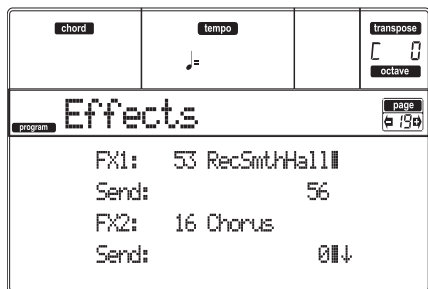 chord tempo transpose
♩= C 0
octave
program Effects page
19
FX1: 53 RecSmthHall
Send: 56
FX2: 16 Chorus
Send: 0↓